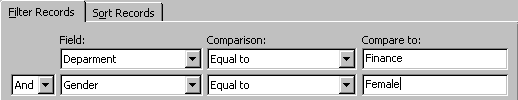 Filter Records Sort Records
Field: Comparison: Compare to:
Deparment Equal to Finance
And Gender Equal to Female